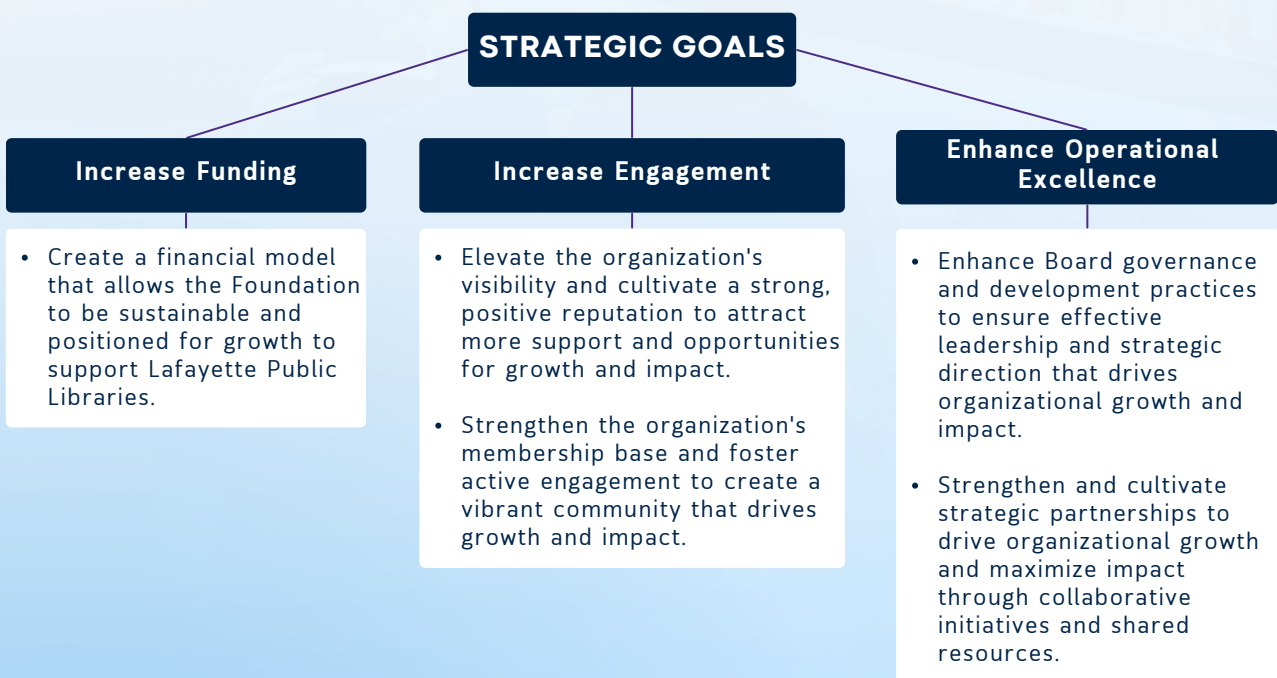 STRATEGIC GOALS
Increase Funding
• Create a financial model
that allows the Foundation
to be sustainable and
positioned for growth to
support Lafayette Public
Libraries.
Increase Engagement
• Elevate the organization's
visibility and cultivate a strong,
positive reputation to attract
more support and opportunities
for growth and impact.
• Strengthen the organization's
membership base and foster
active engagement to create a
vibrant community that drives
growth and impact.
Enhance Operational
Excellence
• Enhance Board governance
and development practices
to ensure effective
leadership and strategic
direction that drives
organizational growth and
impact.
• Strengthen and cultivate
strategic partnerships to
drive organizational growth
and maximize impact
through collaborative
initiatives and shared
resources.